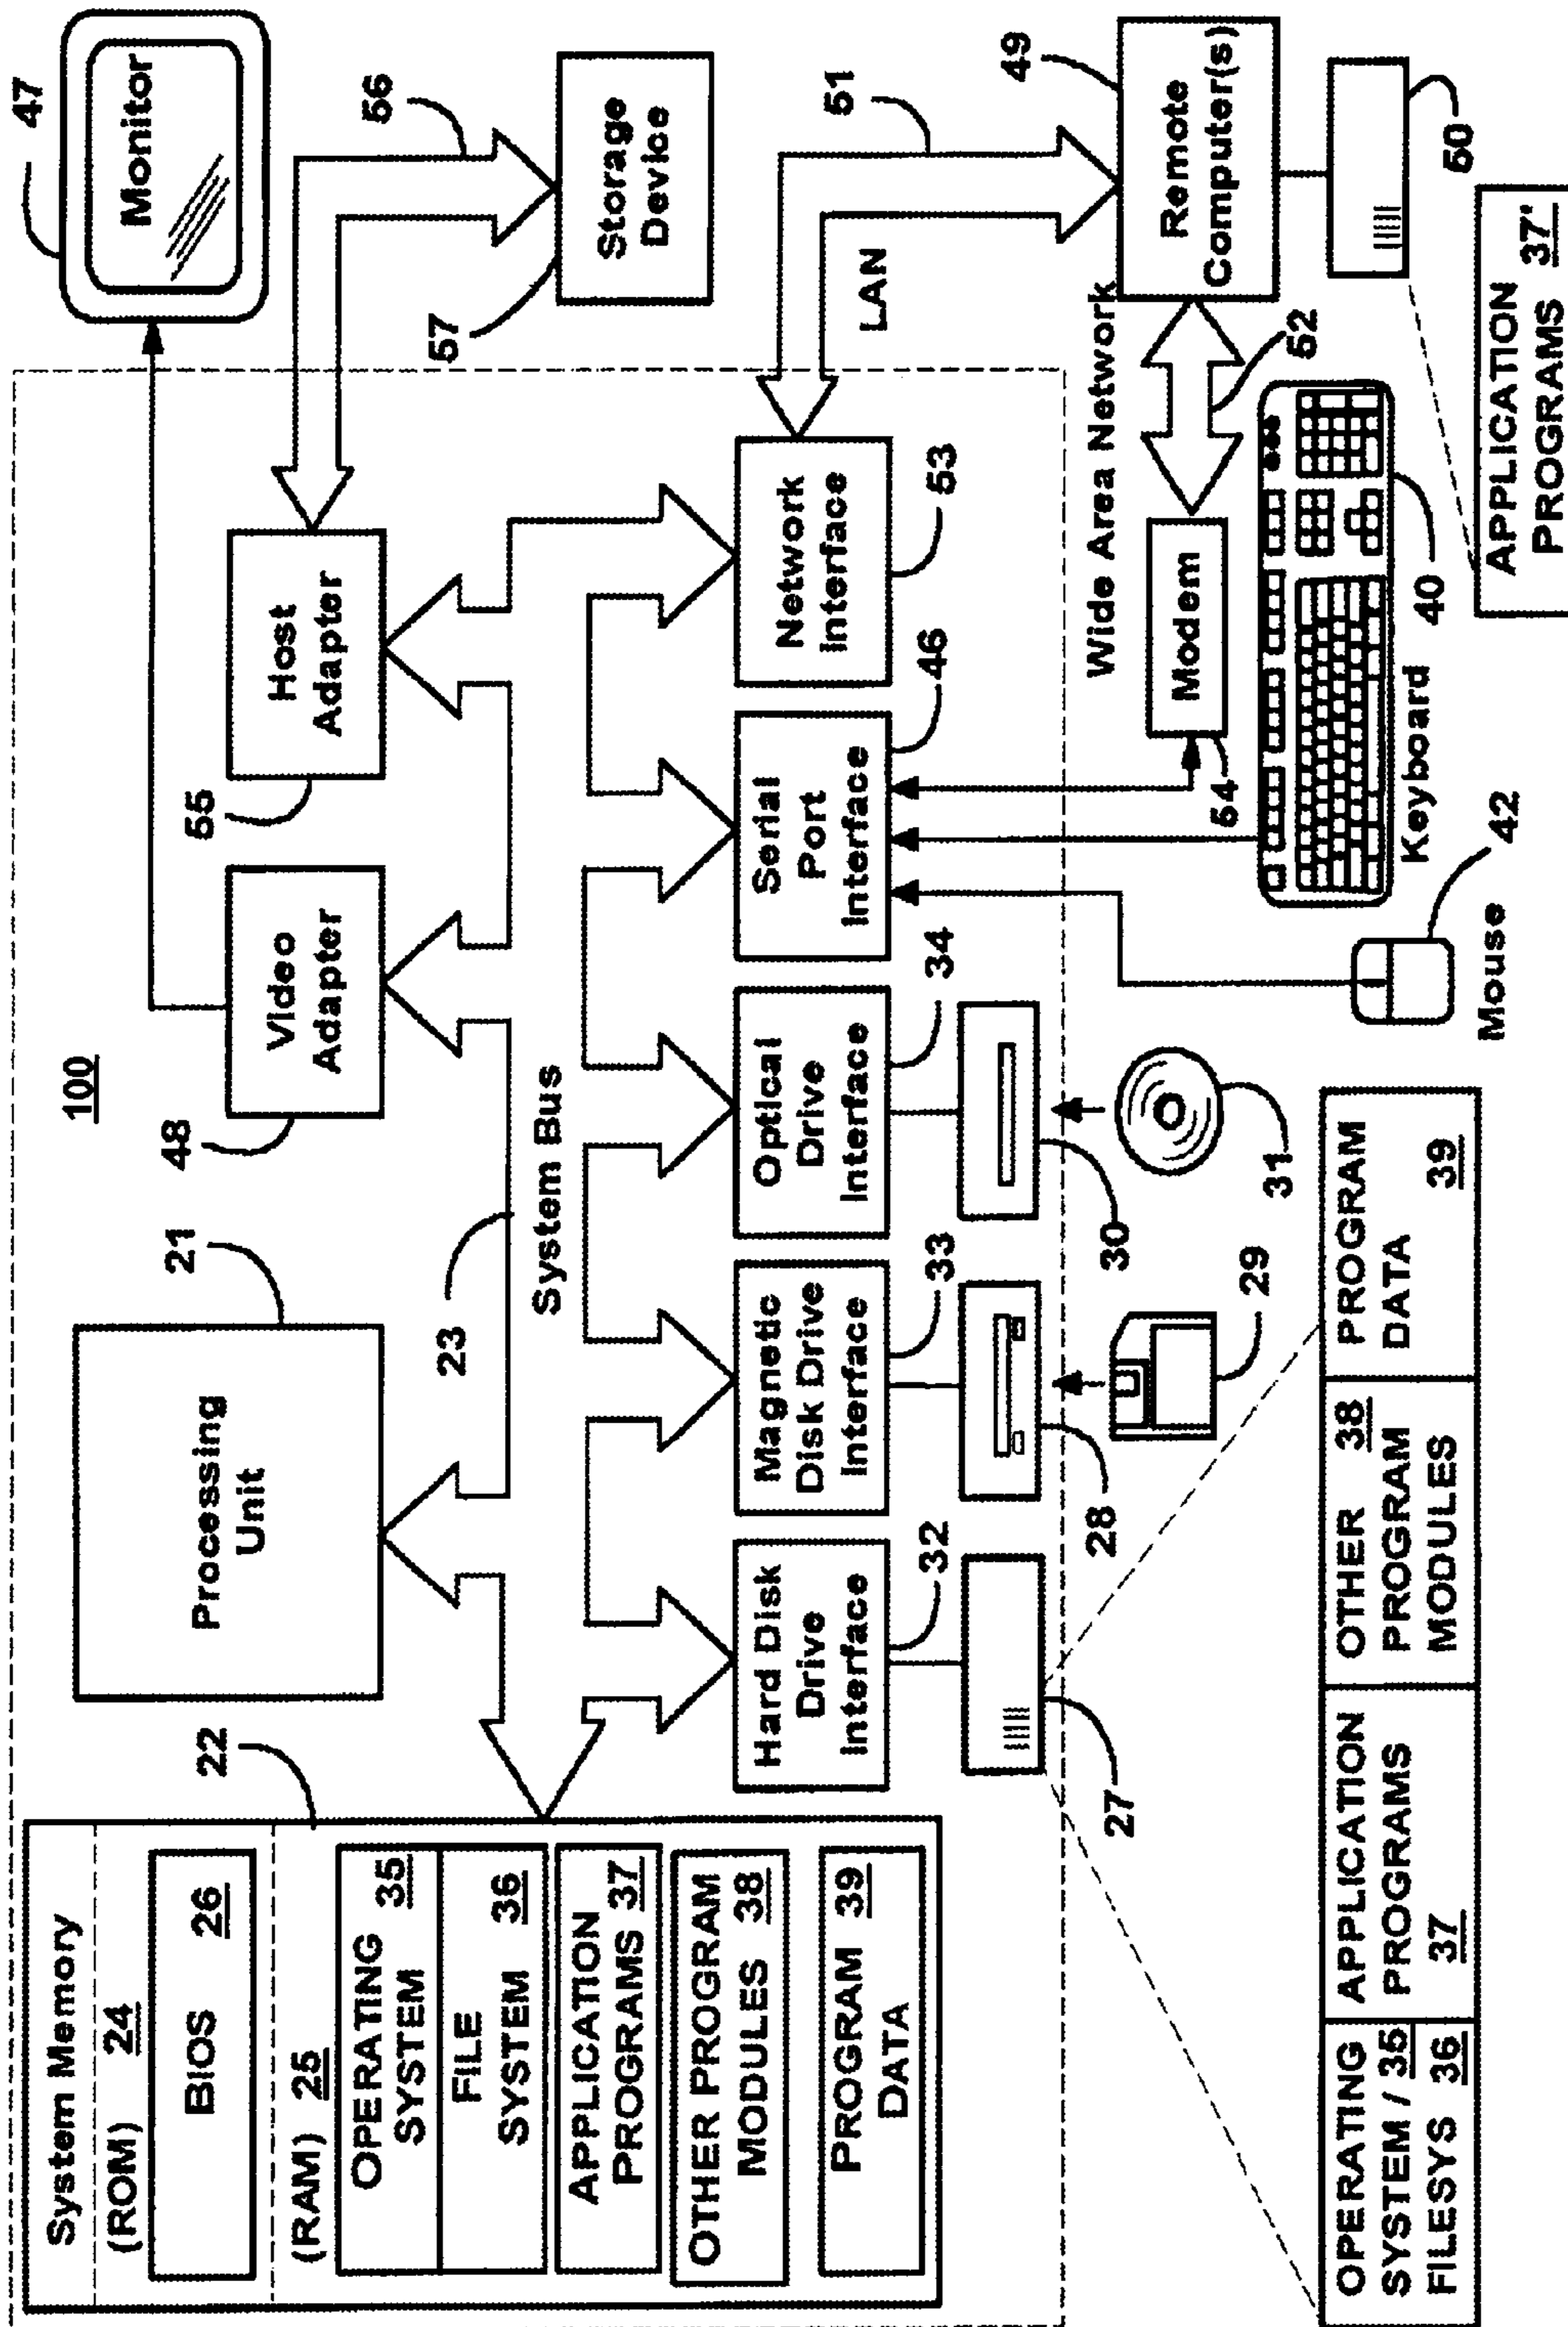 System Memory
(ROM) 24
BIOS 26
(RAM) 25
OPERATING
SYSTEM 35
FILE
SYSTEM 36
APPLICATION
PROGRAMS 37
OTHER PROGRAM
MODULES 38
PROGRAM 39
DATA
22
Processing
Unit
21
100
48
Video
Adapter
55
Host
Adapter
47
Monitor
56
57
Storage
Device
23
System Bus
Hard Disk
Drive
Interface
32
Magnetic
Disk Drive
Interface
33
Optical
Drive
Interface
34
Serial
Port
Interface
46
Network
Interface
53
LAN
51
49
Remote
Computer(s)
27
28
29
30
31
Wide Area Network
Modem
54
52
50
Mouse
42
Keyboard
40
OPERATING
SYSTEM / 35
FILESYS 36
APPLICATION
PROGRAMS
37
OTHER 38
PROGRAM
MODULES
PROGRAM
DATA 39
APPLICATION
PROGRAMS 37'